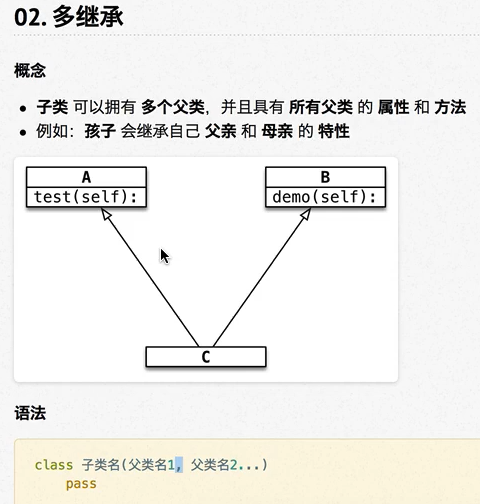 02. 多继承
概念
• 子类 可以拥有 多个父类，并且具有 所有父类 的 属性 和 方法
• 例如：孩子 会继承自己 父亲 和 母亲 的 特性
A
test(self):
B
demo(self):
C
语法
class 子类名(父类名1, 父类名2...)
    pass